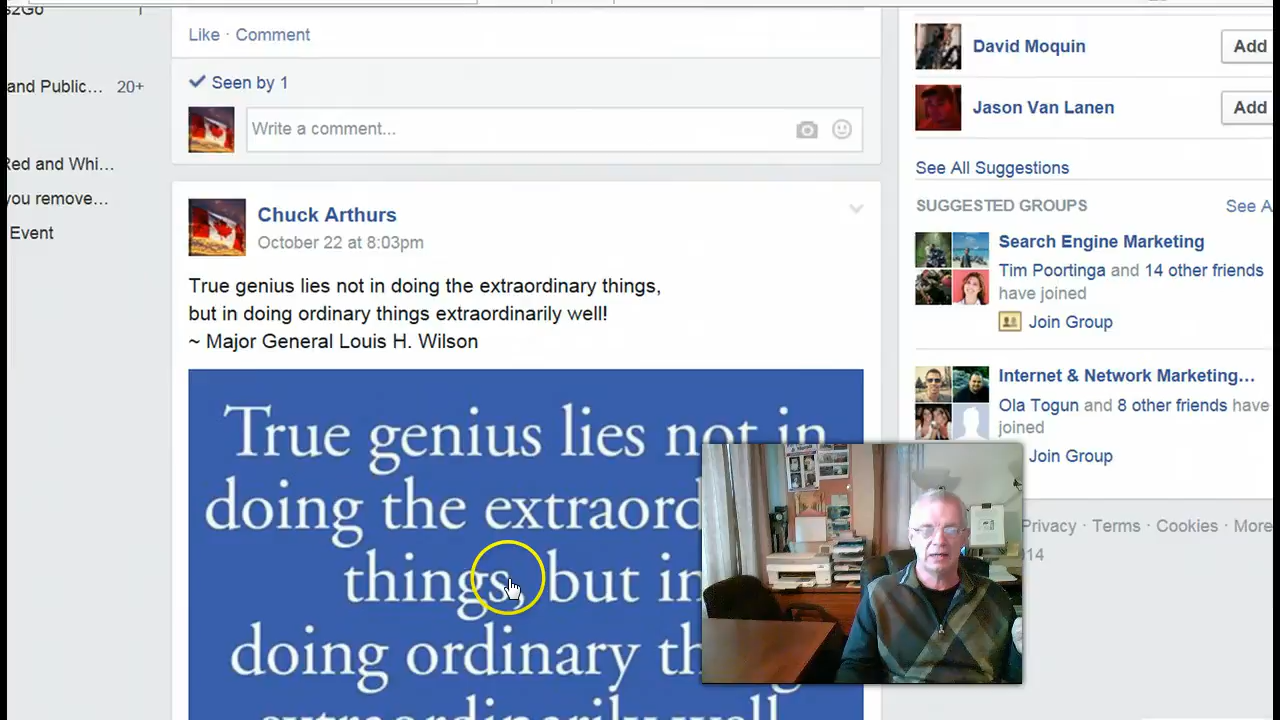 s2Go
and Public... 20+
Red and Whi...
you remove...
Event
Like · Comment
Seen by 1
Write a comment...
Chuck Arthurs
October 22 at 8:03pm
True genius lies not in doing the extraordinary things,
but in doing ordinary things extraordinarily well!
~ Major General Louis H. Wilson
True genius lies not in
doing the extraord
things, but in
doing ordinary th
extraordinarily well
David Moquin Add
Jason Van Lanen Add
See All Suggestions
SUGGESTED GROUPS See A
Search Engine Marketing
Tim Poortinga and 14 other friends
have joined
Join Group
Internet & Network Marketing...
Ola Togun and 8 other friends have
joined
Join Group
Privacy · Terms · Cookies · More
14